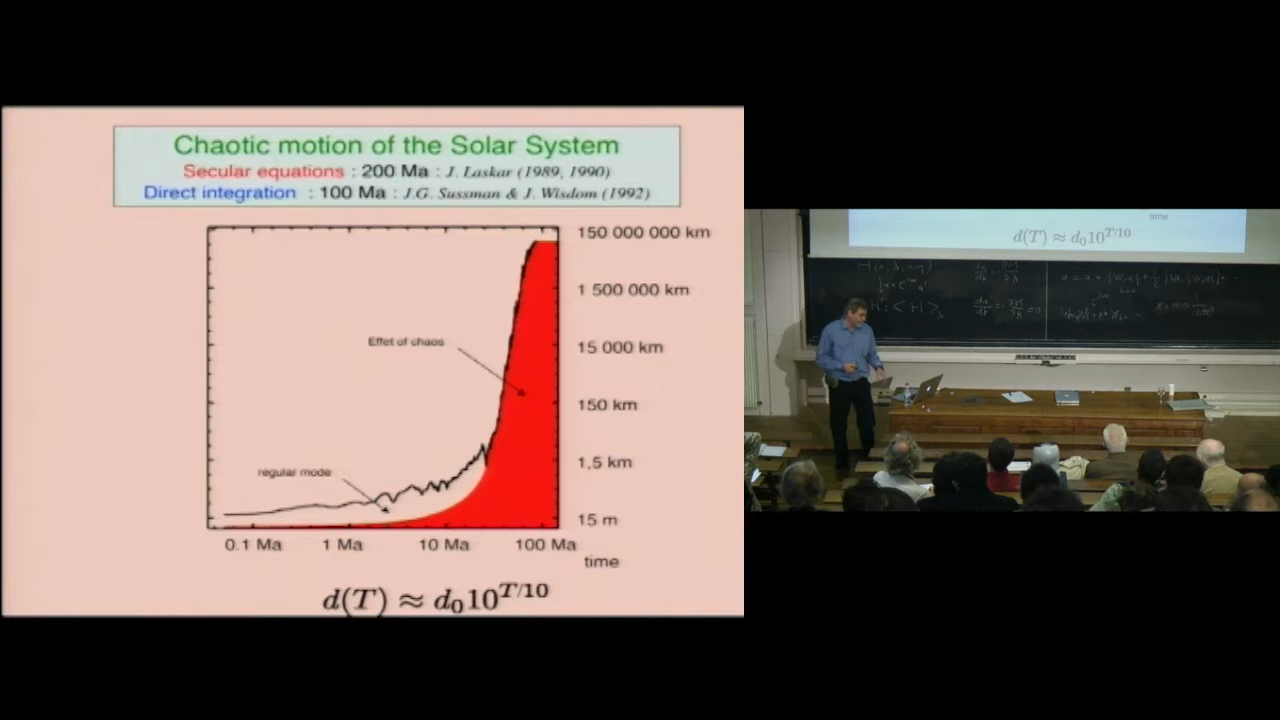 Chaotic motion of the Solar System
Secular equations : 200 Ma : J. Laskar (1989, 1990)
Direct integration : 100 Ma : J.G. Sussman & J. Wisdom (1992)
150 000 000 km
1 500 000 km
Effet of chaos
15 000 km
150 km
1,5 km
regular mode
15 m
0.1 Ma 1 Ma 10 Ma 100 Ma
time
d(T) ≈ d₀10^{T/10}
time
d(T) ≈ d₀10^{T/10}